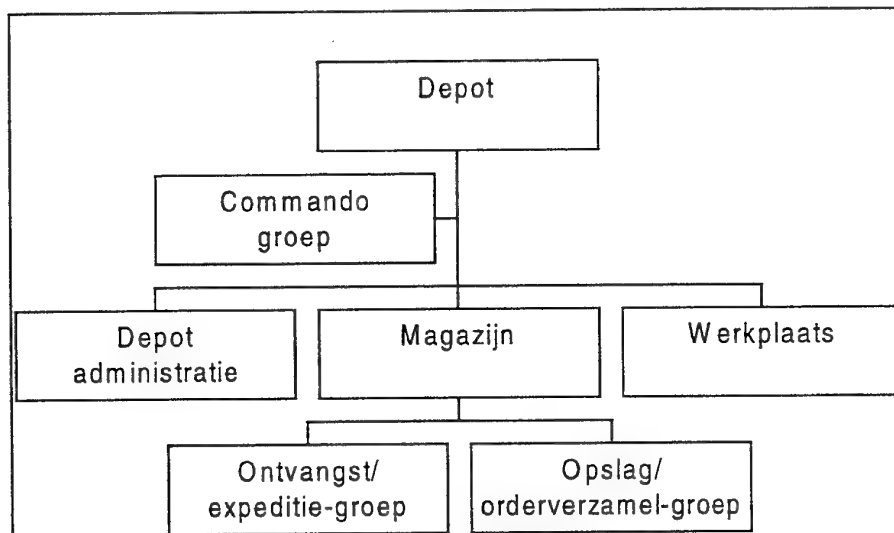 Depot
Commando
groep
Depot
administratie
Magazijn
Werkplaats
Ontvangst/
expeditie-groep
Opslag/
orderverzamel-groep